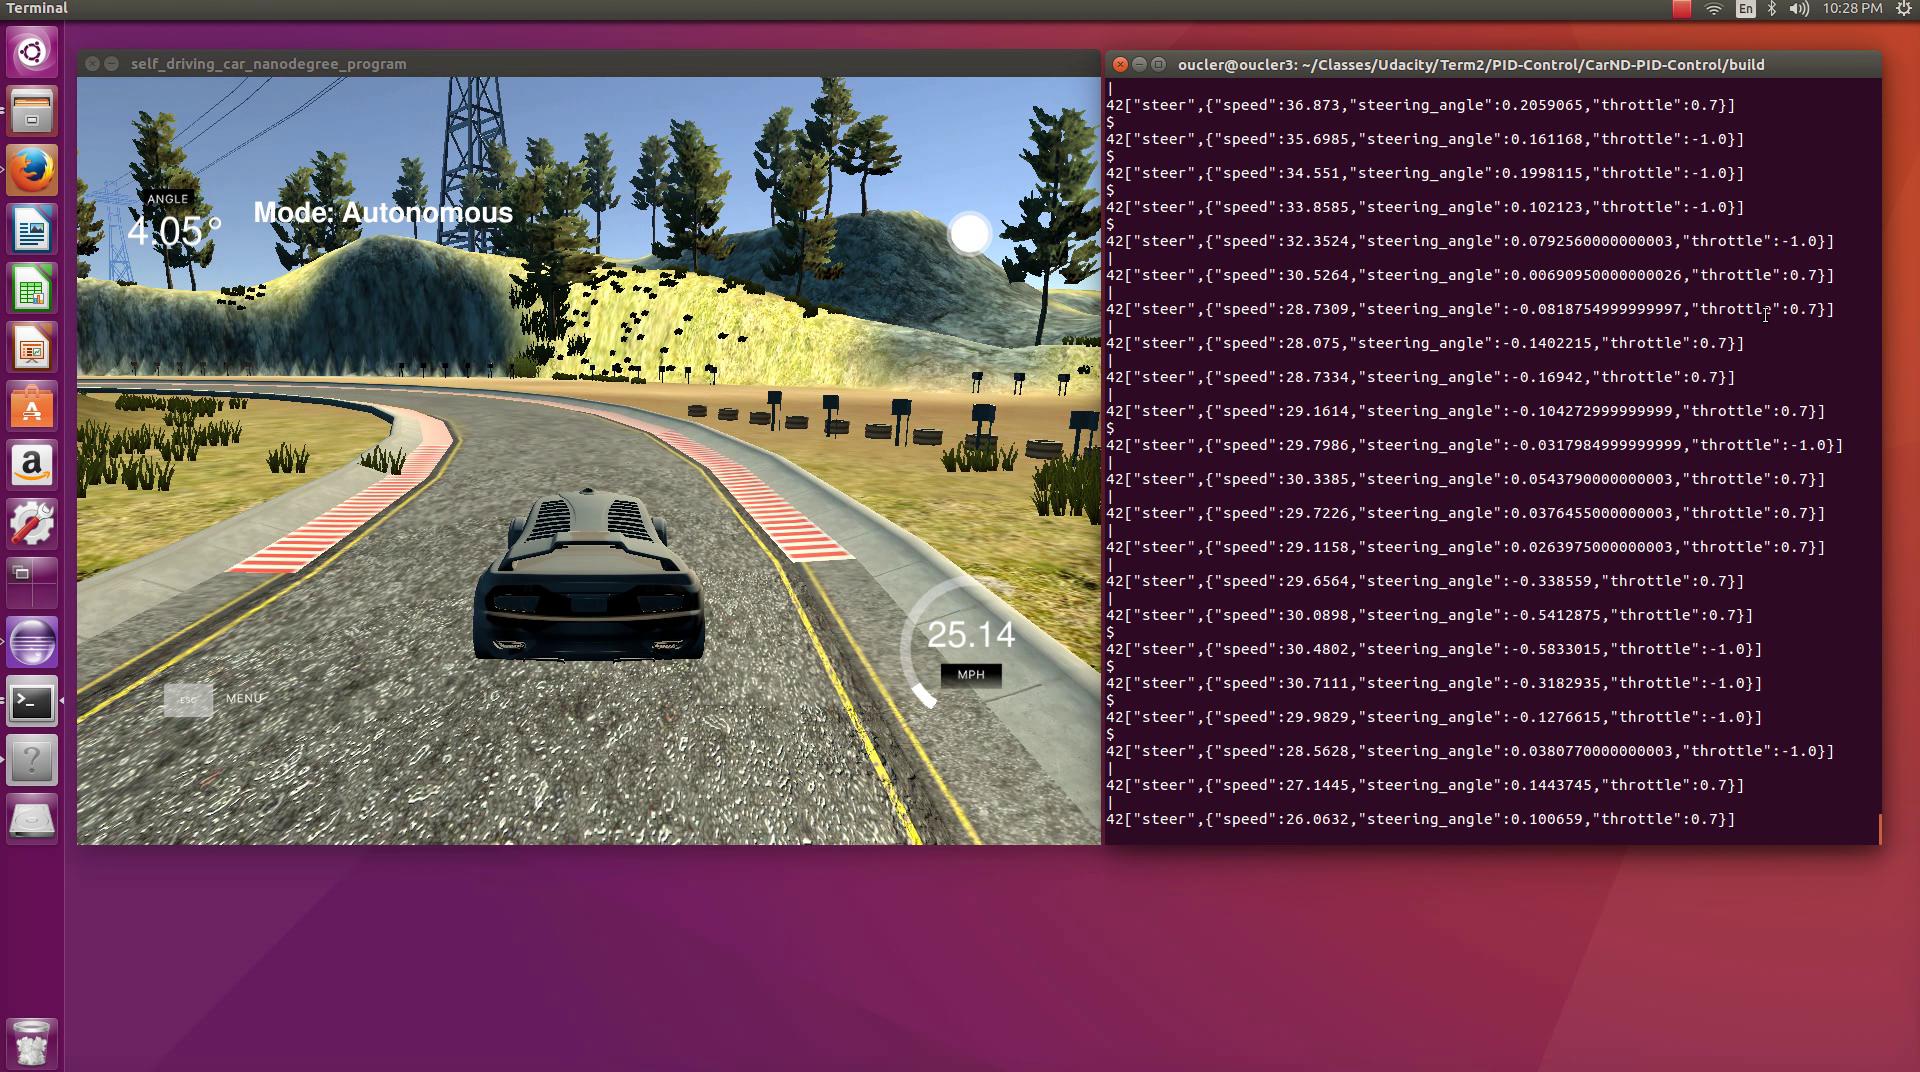 Terminal
En
10:28 PM
self_driving_car_nanodegree_program
ANGLE
4.05°
Mode: Autonomous
25.14
MPH
ESC
MENU
oucler@oucler3: ~/Classes/Udacity/Term2/PID-Control/CarND-PID-Control/build
|
42["steer",{"speed":36.873,"steering_angle":0.2059065,"throttle":0.7}]
$
42["steer",{"speed":35.6985,"steering_angle":0.161168,"throttle":-1.0}]
$
42["steer",{"speed":34.551,"steering_angle":0.1998115,"throttle":-1.0}]
$
42["steer",{"speed":33.8585,"steering_angle":0.102123,"throttle":-1.0}]
$
42["steer",{"speed":32.3524,"steering_angle":0.0792560000000003,"throttle":-1.0}]
|
42["steer",{"speed":30.5264,"steering_angle":0.00690950000000026,"throttle":0.7}]
|
42["steer",{"speed":28.7309,"steering_angle":-0.0818754999999997,"throttle":0.7}]
|
42["steer",{"speed":28.075,"steering_angle":-0.1402215,"throttle":0.7}]
|
42["steer",{"speed":28.7334,"steering_angle":-0.16942,"throttle":0.7}]
|
42["steer",{"speed":29.1614,"steering_angle":-0.104272999999999,"throttle":0.7}]
$
42["steer",{"speed":29.7986,"steering_angle":-0.0317984999999999,"throttle":-1.0}]
|
42["steer",{"speed":30.3385,"steering_angle":0.0543790000000003,"throttle":0.7}]
|
42["steer",{"speed":29.7226,"steering_angle":0.0376455000000003,"throttle":0.7}]
|
42["steer",{"speed":29.1158,"steering_angle":0.0263975000000003,"throttle":0.7}]
|
42["steer",{"speed":29.6564,"steering_angle":-0.338559,"throttle":0.7}]
|
42["steer",{"speed":30.0898,"steering_angle":-0.5412875,"throttle":0.7}]
$
42["steer",{"speed":30.4802,"steering_angle":-0.5833015,"throttle":-1.0}]
$
42["steer",{"speed":30.7111,"steering_angle":-0.3182935,"throttle":-1.0}]
$
42["steer",{"speed":29.9829,"steering_angle":-0.1276615,"throttle":-1.0}]
$
42["steer",{"speed":28.5628,"steering_angle":0.0380770000000003,"throttle":-1.0}]
|
42["steer",{"speed":27.1445,"steering_angle":0.1443745,"throttle":0.7}]
|
42["steer",{"speed":26.0632,"steering_angle":0.100659,"throttle":0.7}]